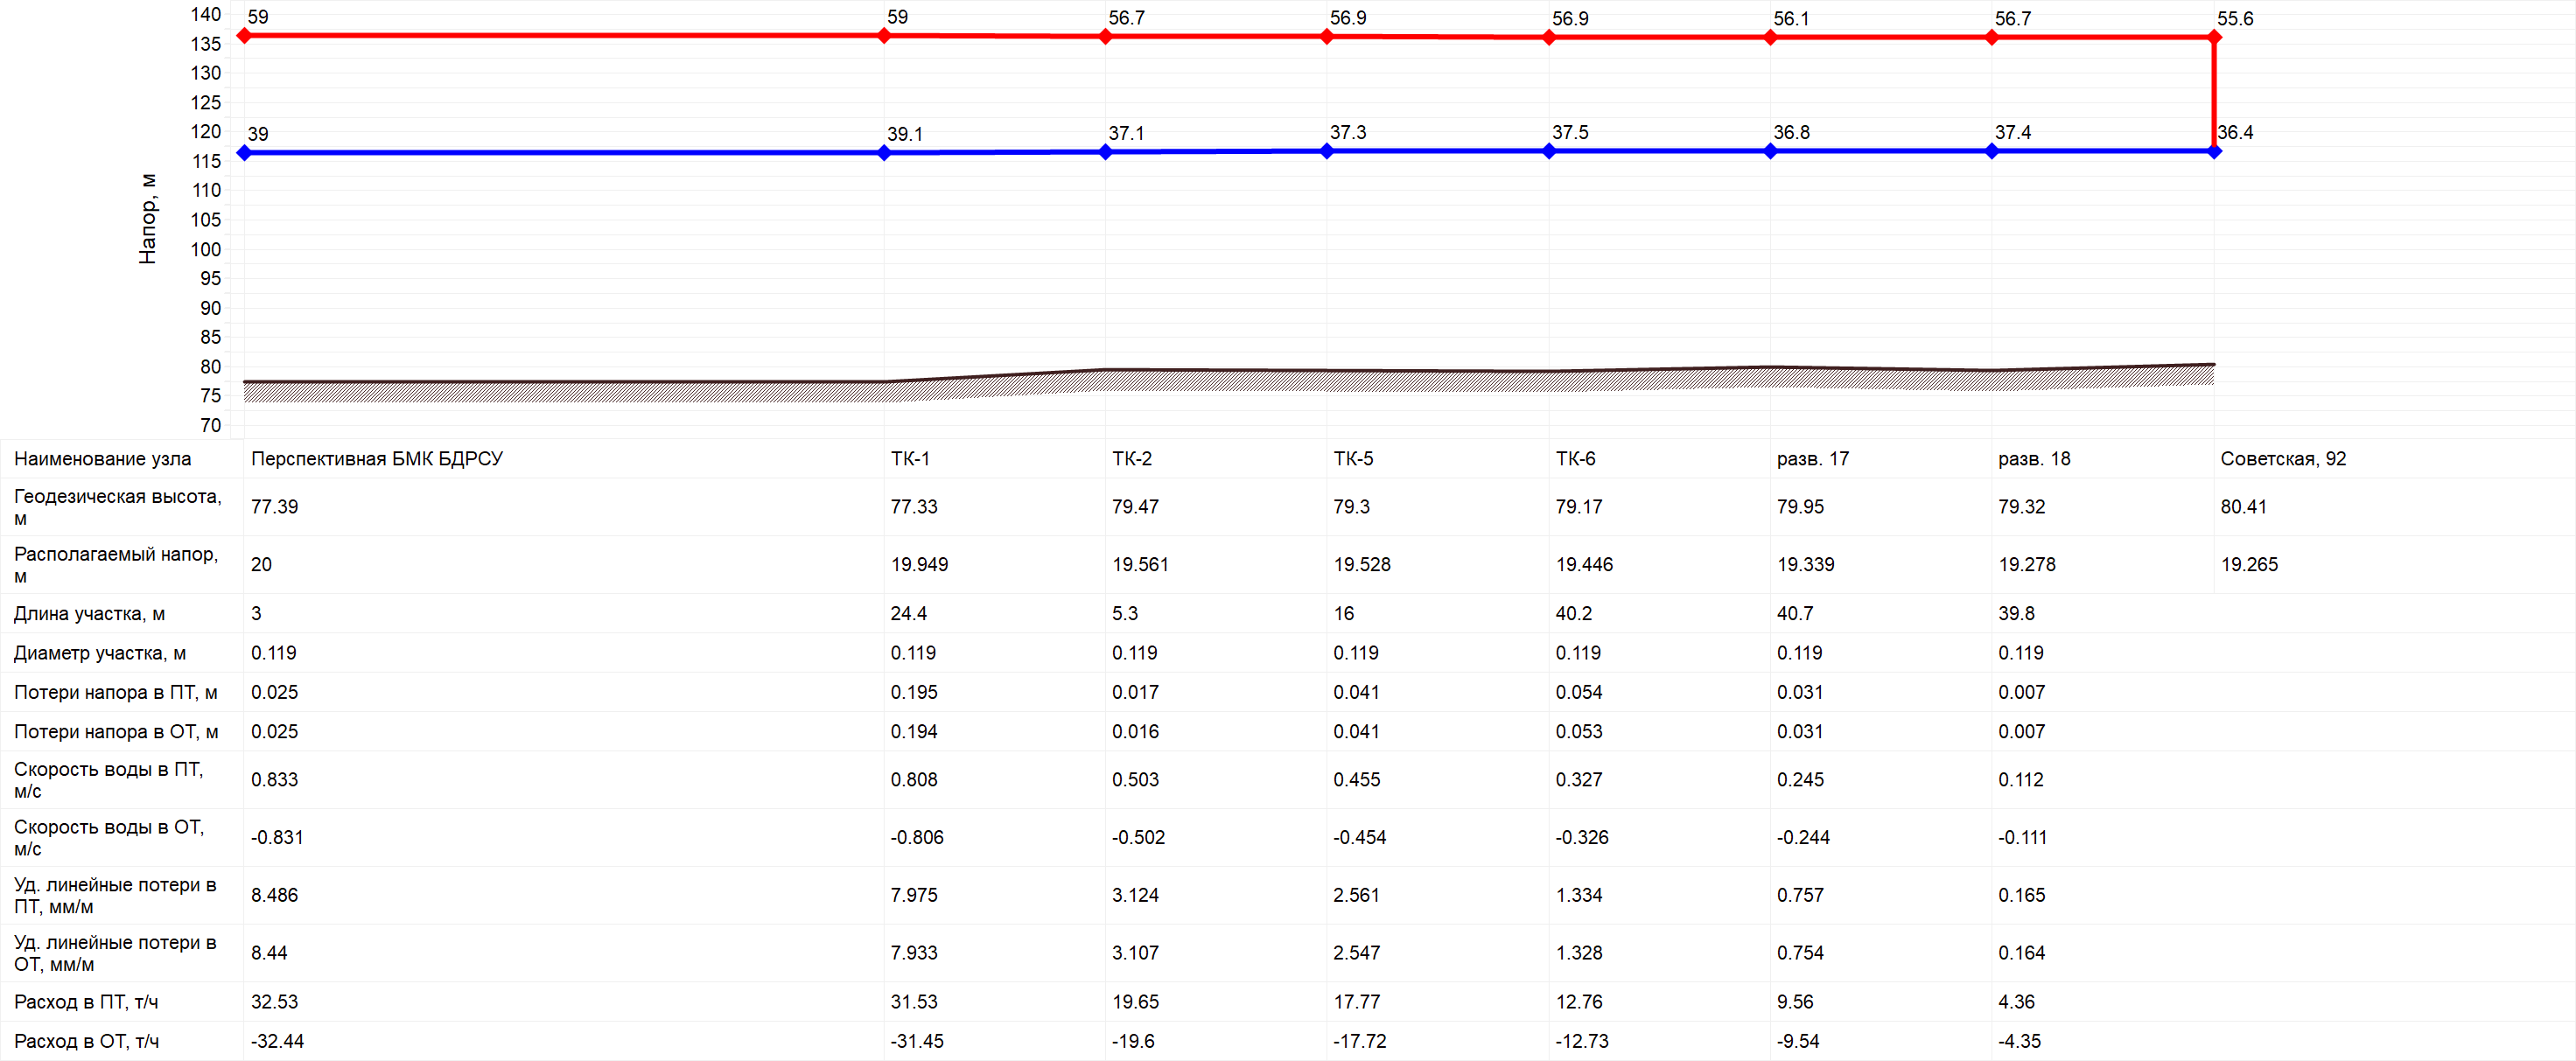 140
135
130
125
120
115
110
105
100
95
90
85
80
75
70
Напор, м
59 59 56.7 56.9 56.9 56.1 56.7 55.6
39 39.1 37.1 37.3 37.5 36.8 37.4 36.4
Наименование узла Перспективная БМК БДРСУ ТК-1 ТК-2 ТК-5 ТК-6 разв. 17 разв. 18 Советская, 92
Геодезическая высота,
м
77.39 77.33 79.47 79.3 79.17 79.95 79.32 80.41
Располагаемый напор,
м
20 19.949 19.561 19.528 19.446 19.339 19.278 19.265
Длина участка, м 3 24.4 5.3 16 40.2 40.7 39.8
Диаметр участка, м 0.119 0.119 0.119 0.119 0.119 0.119 0.119
Потери напора в ПТ, м 0.025 0.195 0.017 0.041 0.054 0.031 0.007
Потери напора в ОТ, м 0.025 0.194 0.016 0.041 0.053 0.031 0.007
Скорость воды в ПТ,
м/с
0.833 0.808 0.503 0.455 0.327 0.245 0.112
Скорость воды в ОТ,
м/с
-0.831 -0.806 -0.502 -0.454 -0.326 -0.244 -0.111
Уд. линейные потери в
ПТ, мм/м
8.486 7.975 3.124 2.561 1.334 0.757 0.165
Уд. линейные потери в
ОТ, мм/м
8.44 7.933 3.107 2.547 1.328 0.754 0.164
Расход в ПТ, т/ч 32.53 31.53 19.65 17.77 12.76 9.56 4.36
Расход в ОТ, т/ч -32.44 -31.45 -19.6 -17.72 -12.73 -9.54 -4.35